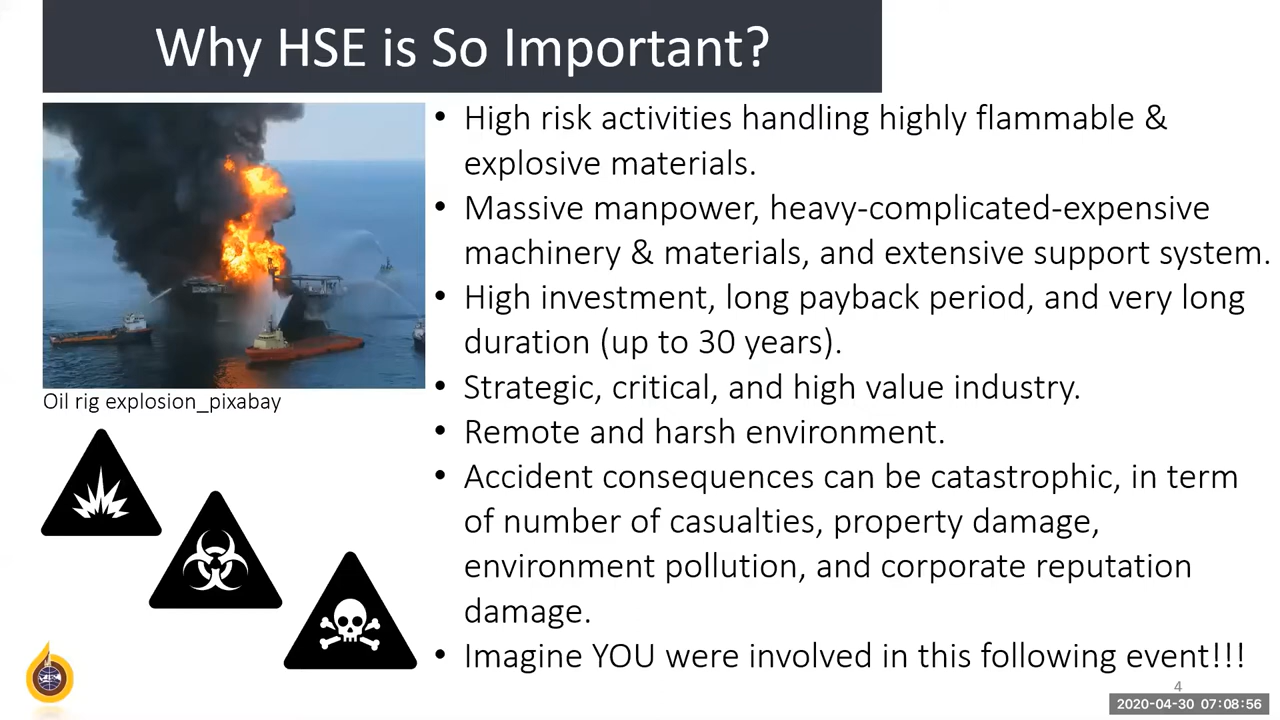 Why HSE is So Important?
Oil rig explosion_pixabay
• High risk activities handling highly flammable &
explosive materials.
• Massive manpower, heavy-complicated-expensive
machinery & materials, and extensive support system.
• High investment, long payback period, and very long
duration (up to 30 years).
• Strategic, critical, and high value industry.
• Remote and harsh environment.
• Accident consequences can be catastrophic, in term
of number of casualties, property damage,
environment pollution, and corporate reputation
damage.
• Imagine YOU were involved in this following event!!!
4
2020-04-30 07:08:56